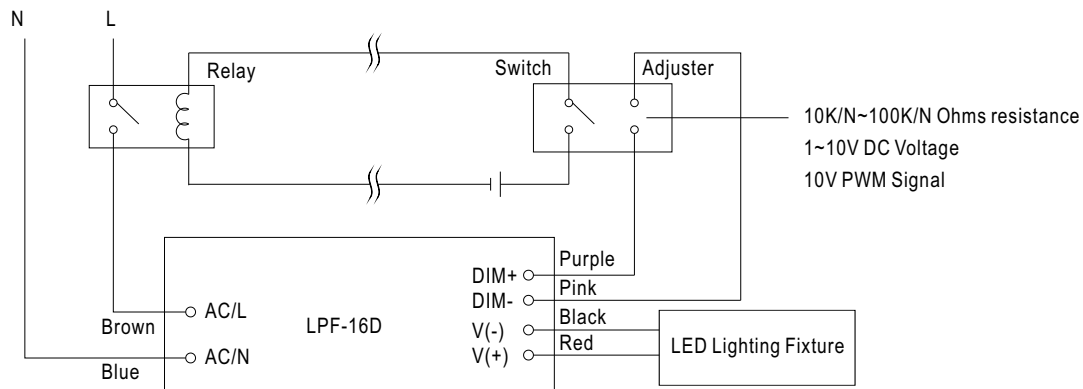 N
L
Relay
Switch
Adjuster
10K/N~100K/N Ohms resistance
1~10V DC Voltage
10V PWM Signal
Purple
DIM+
Pink
DIM-
Black
V(-)
Red
V(+)
AC/L
LPF-16D
Brown
AC/N
Blue
LED Lighting Fixture